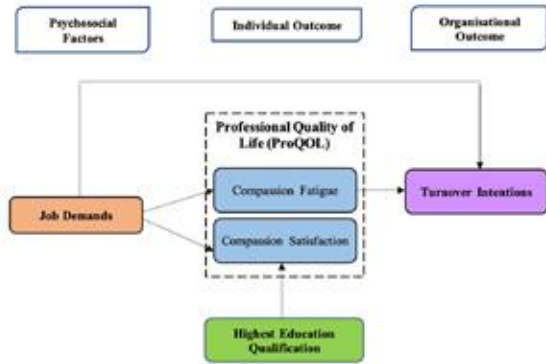 Psychosocial
Factors
Individual Outcome
Organisational
Outcome
Professional Quality of
Life (ProQOL)
Compassion Fatigue
Turnover Intentions
Job Demands
Compassion Satisfaction
Highest Education
Qualification